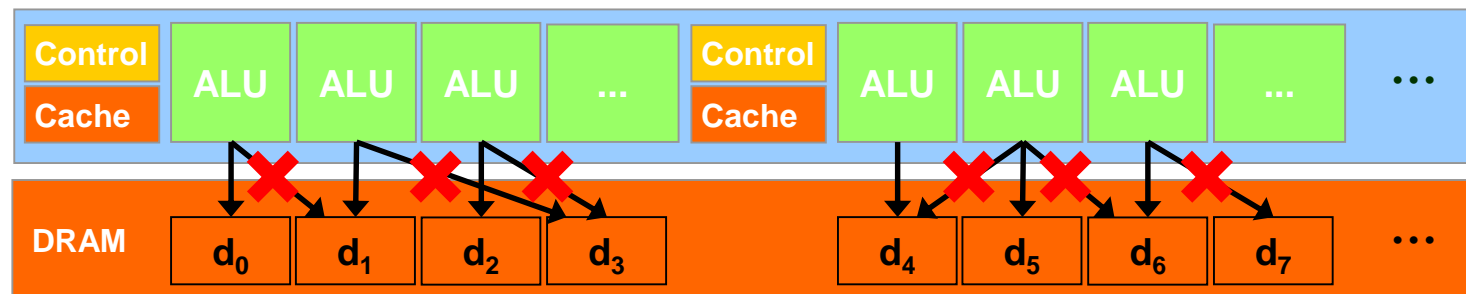 Control ALU ALU ALU ... Control ALU ALU ALU ... ...
Cache Cache
DRAM d₀ d₁ d₂ d₃ d₄ d₅ d₆ d₇ ...